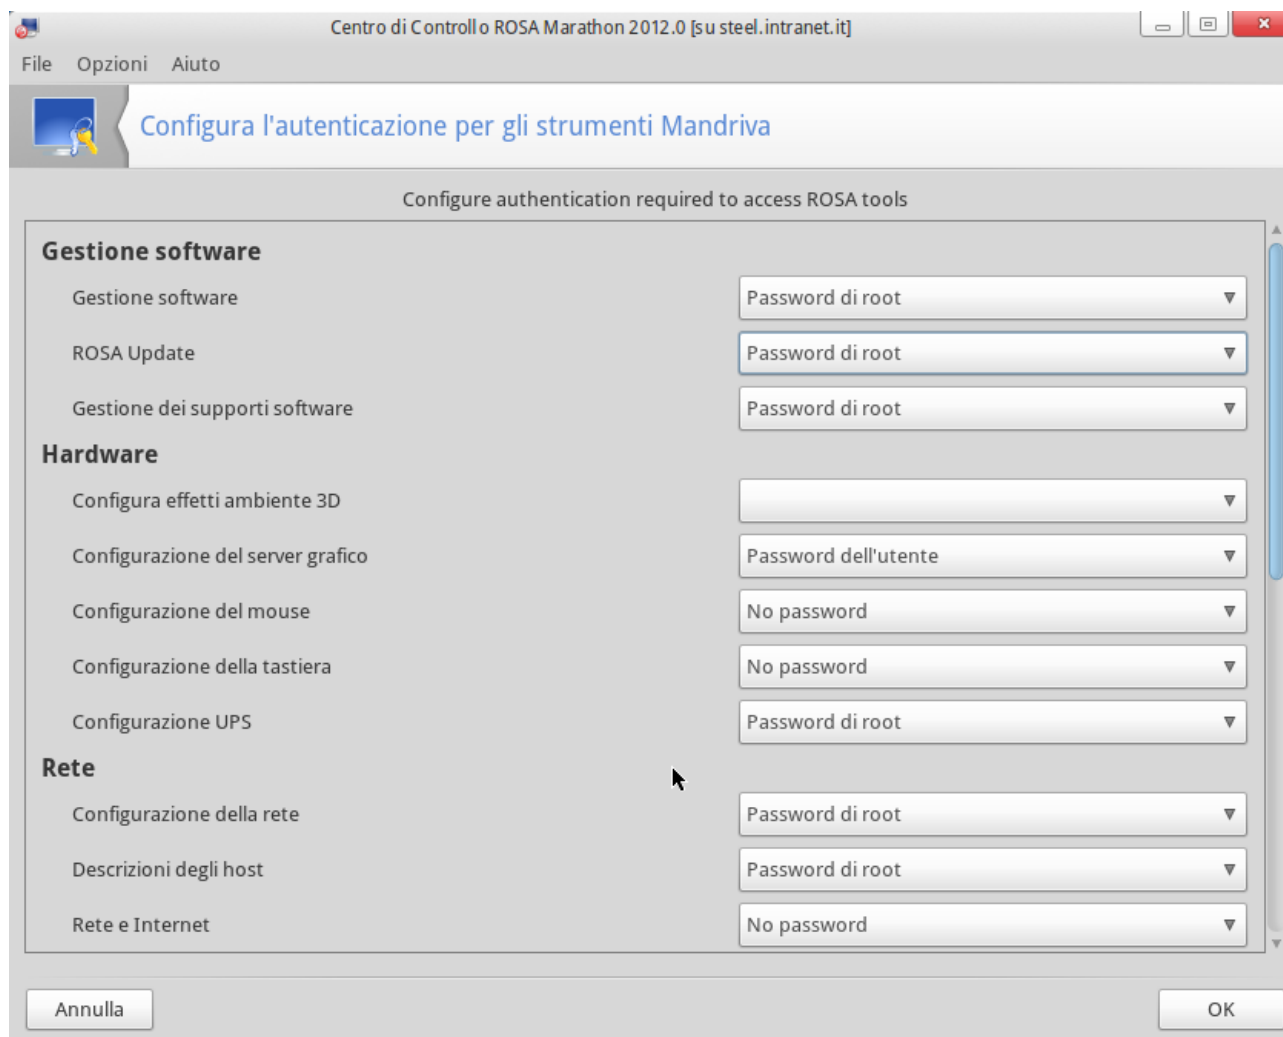 Centro di Controllo ROSA Marathon 2012.0 [su steel.intranet.it]
File Opzioni Aiuto
Configura l'autenticazione per gli strumenti Mandriva
Configure authentication required to access ROSA tools
Gestione software
Gestione software Password di root
ROSA Update Password di root
Gestione dei supporti software Password di root
Hardware
Configura effetti ambiente 3D
Configurazione del server grafico Password dell'utente
Configurazione del mouse No password
Configurazione della tastiera No password
Configurazione UPS Password di root
Rete
Configurazione della rete Password di root
Descrizioni degli host Password di root
Rete e Internet No password
Annulla OK